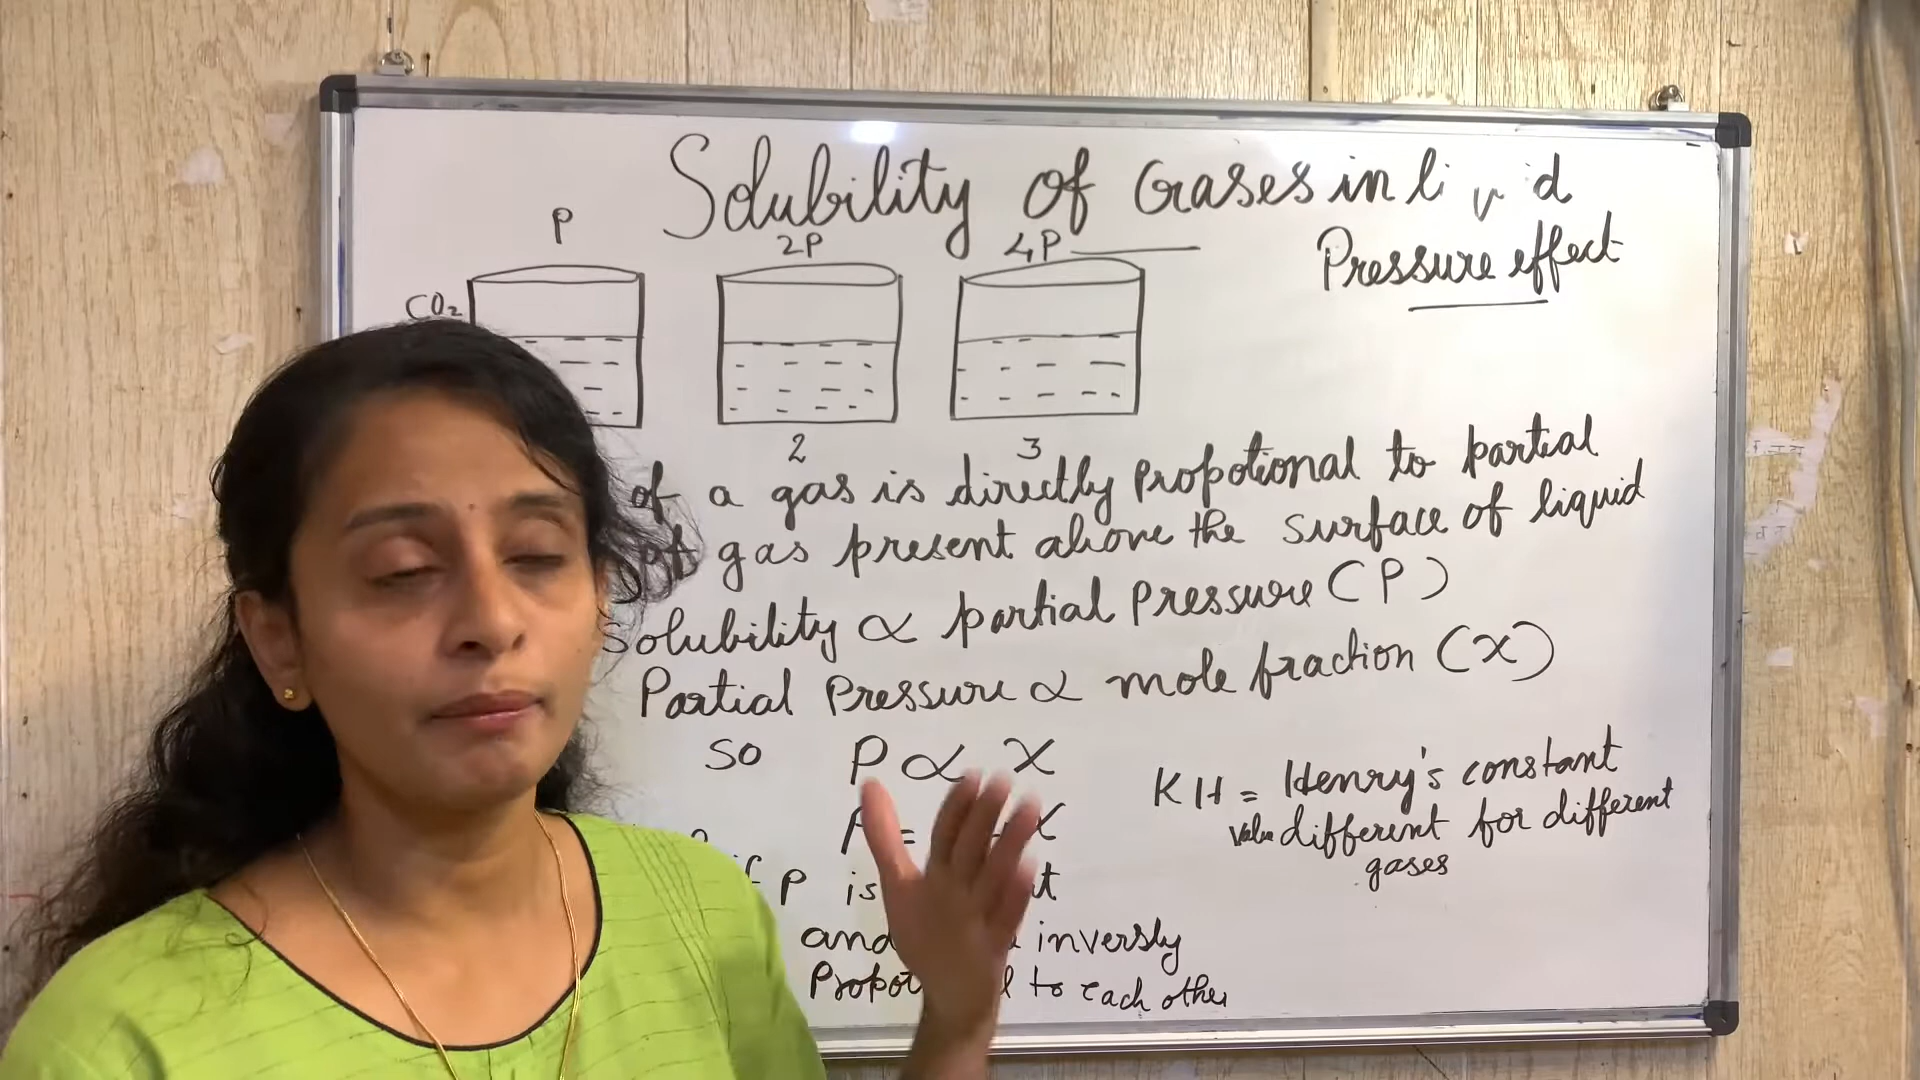 Solubility of Gases in li u d
Pressure effect
P
2P
4P
CO₂
2
3
of a gas is directly propotional to partial
of gas present above the surface of liquid
Solubility ∝ partial pressure (P)
Partial Pressure ∝ mole fraction (x)
so P ∝ x
= x
KH = Henry's constant
value different for different
gases
if P is
and inversly
to each other